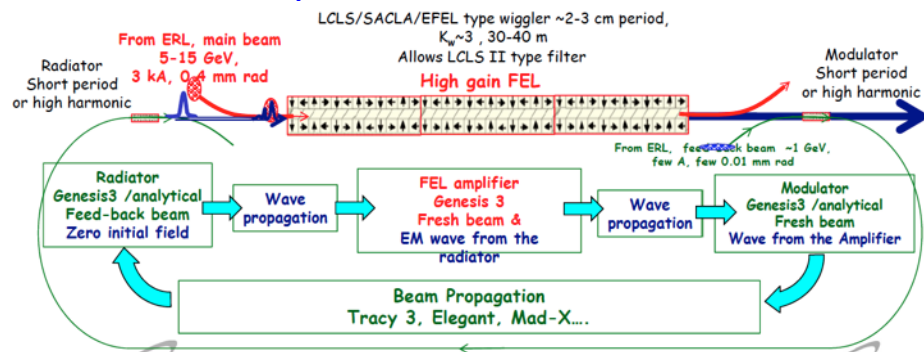 LCLS/SACLA/EFEL type wiggler ~2-3 cm period,
Kw~3 , 30-40 m
Allows LCLS II type filter
High gain FEL
From ERL, main beam
5-15 GeV,
3 kA, 0.4 mm rad
Radiator
Short period
or high harmonic
Modulator
Short period
or high harmonic
From ERL, feed-back beam ~1 GeV,
few A, few 0.01 mm rad
Radiator
Genesis3 /analytical
Feed-back beam
Zero initial field
Wave
propagation
FEL amplifier
Genesis 3
Fresh beam &
EM wave from the
radiator
Wave
propagation
Modulator
Genesis3 /analytical
Fresh beam
Wave from the Amplifier
Beam Propagation
Tracy 3, Elegant, Mad-X….